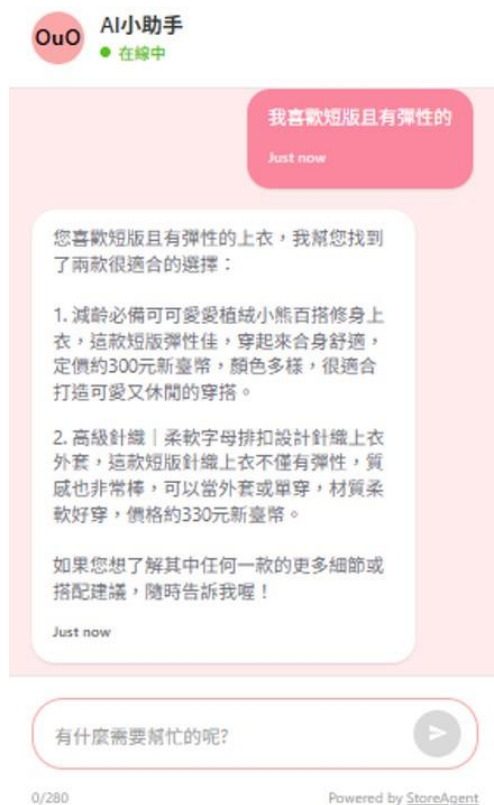 OuO
AI小助手
在線中
我喜歡短版且有彈性的
Just now
您喜歡短版且有彈性的上衣，我幫您找到
了兩款很適合的選擇：
1. 減齡必備可可愛愛植絨小熊百搭修身上
衣，這款短版彈性佳，穿起來合身舒適，
定價約300元新臺幣，顏色多樣，很適合
打造可愛又休閒的穿搭。
2. 高級針織｜柔軟字母排扣設計針織上衣
外套，這款短版針織上衣不僅有彈性，質
感也非常棒，可以當外套或單穿，材質柔
軟好穿，價格約330元新臺幣。
如果您想了解其中任何一款的更多細節或
搭配建議，隨時告訴我喔！
Just now
有什麼需要幫忙的呢?
0/280
Powered by StoreAgent